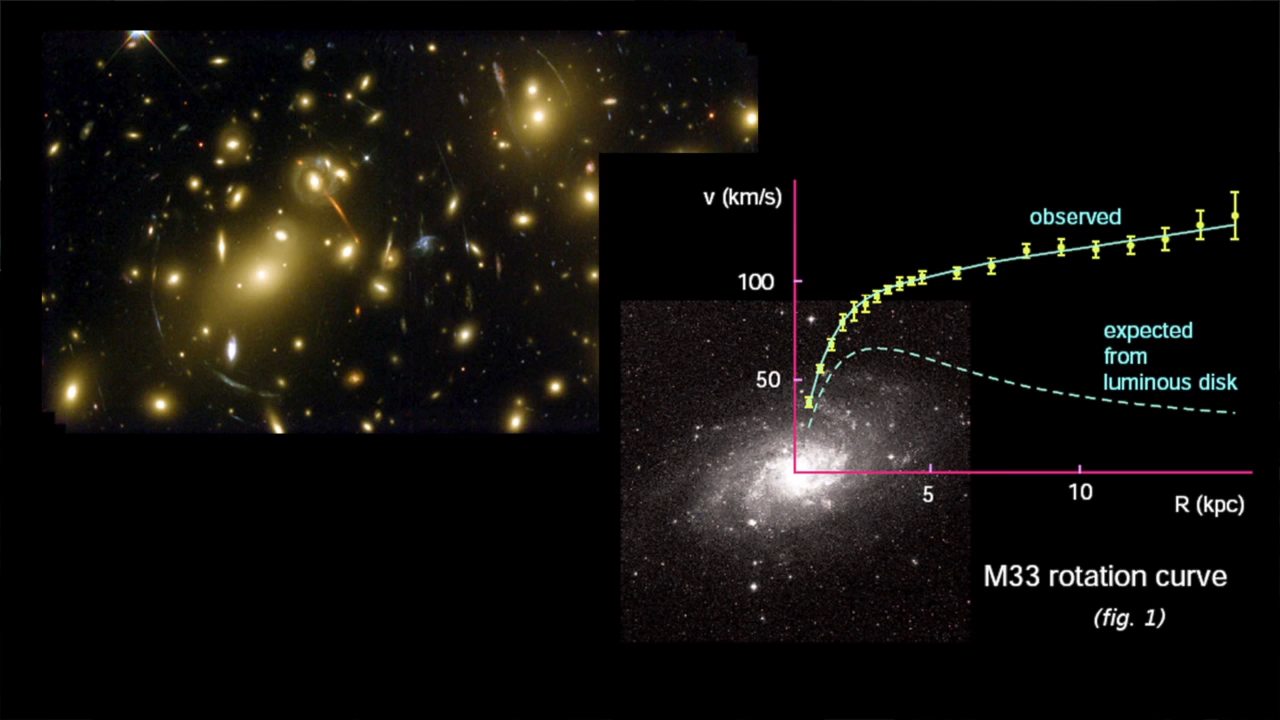 v (km/s)
observed
100
expected
from
luminous disk
50
5
10
R (kpc)
M33 rotation curve
(fig. 1)